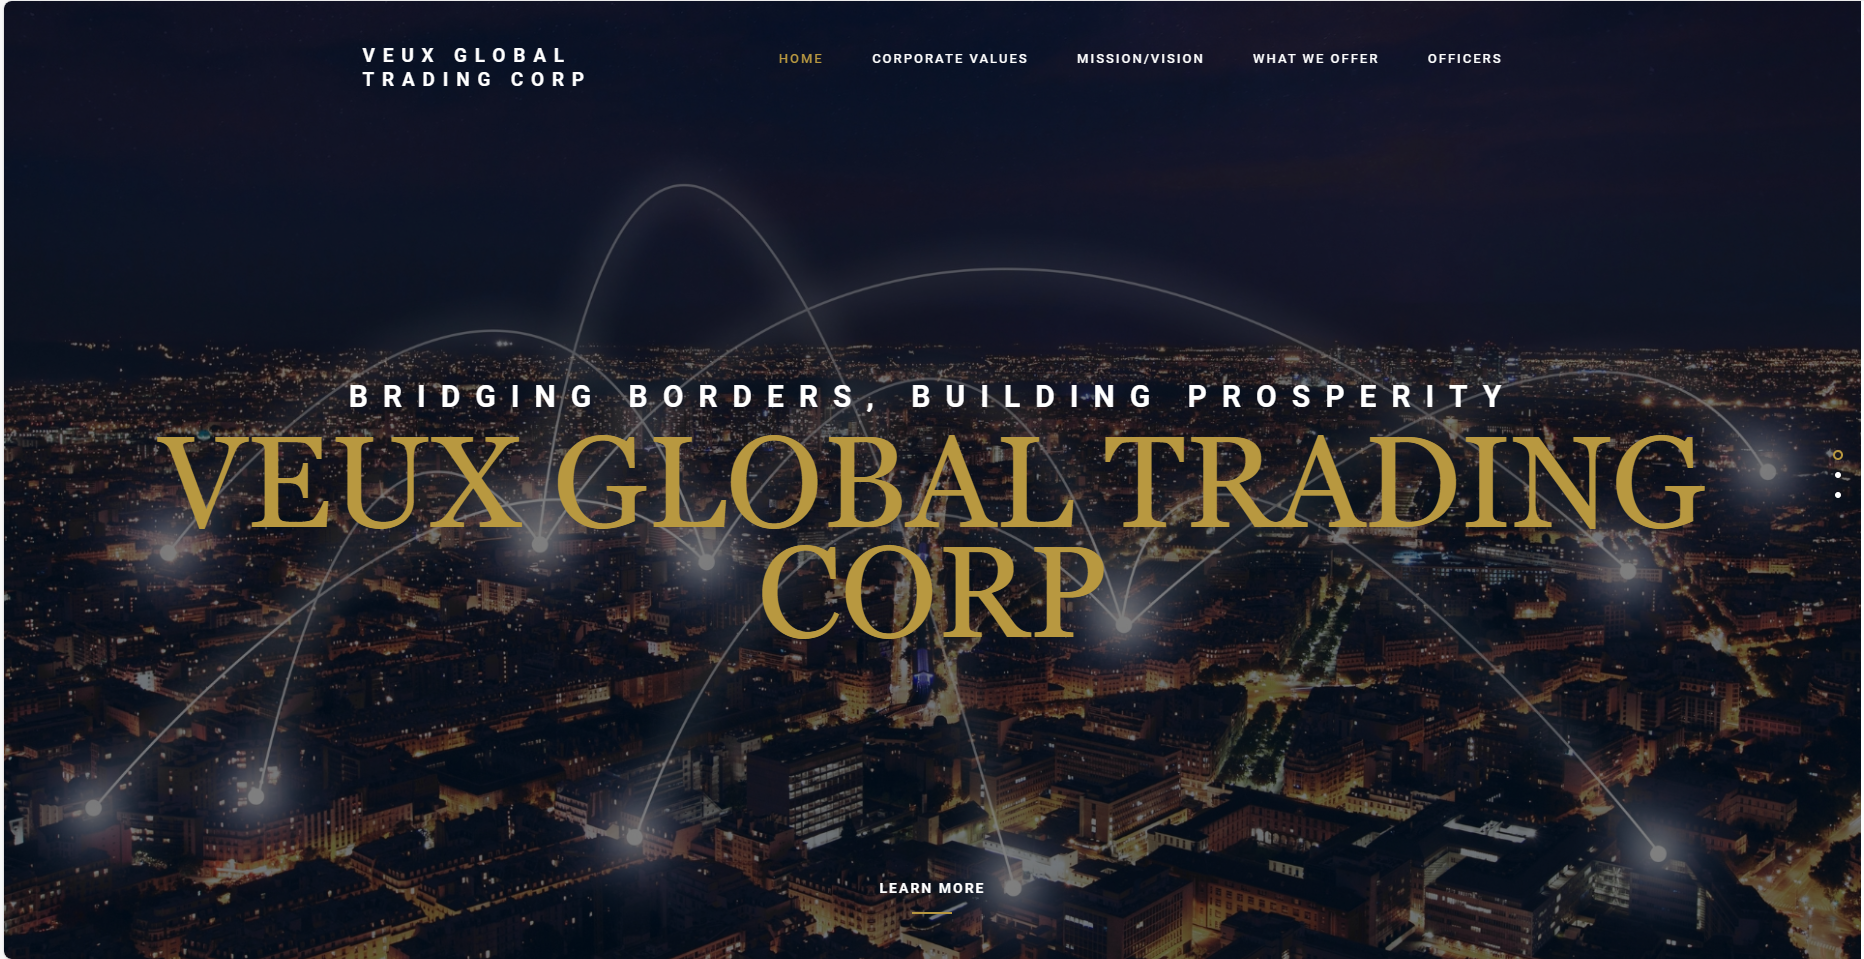 VEUX GLOBAL
TRADING CORP
HOME CORPORATE VALUES MISSION/VISION WHAT WE OFFER OFFICERS
BRIDGING BORDERS, BUILDING PROSPERITY
VEUX GLOBAL TRADING
CORP
LEARN MORE